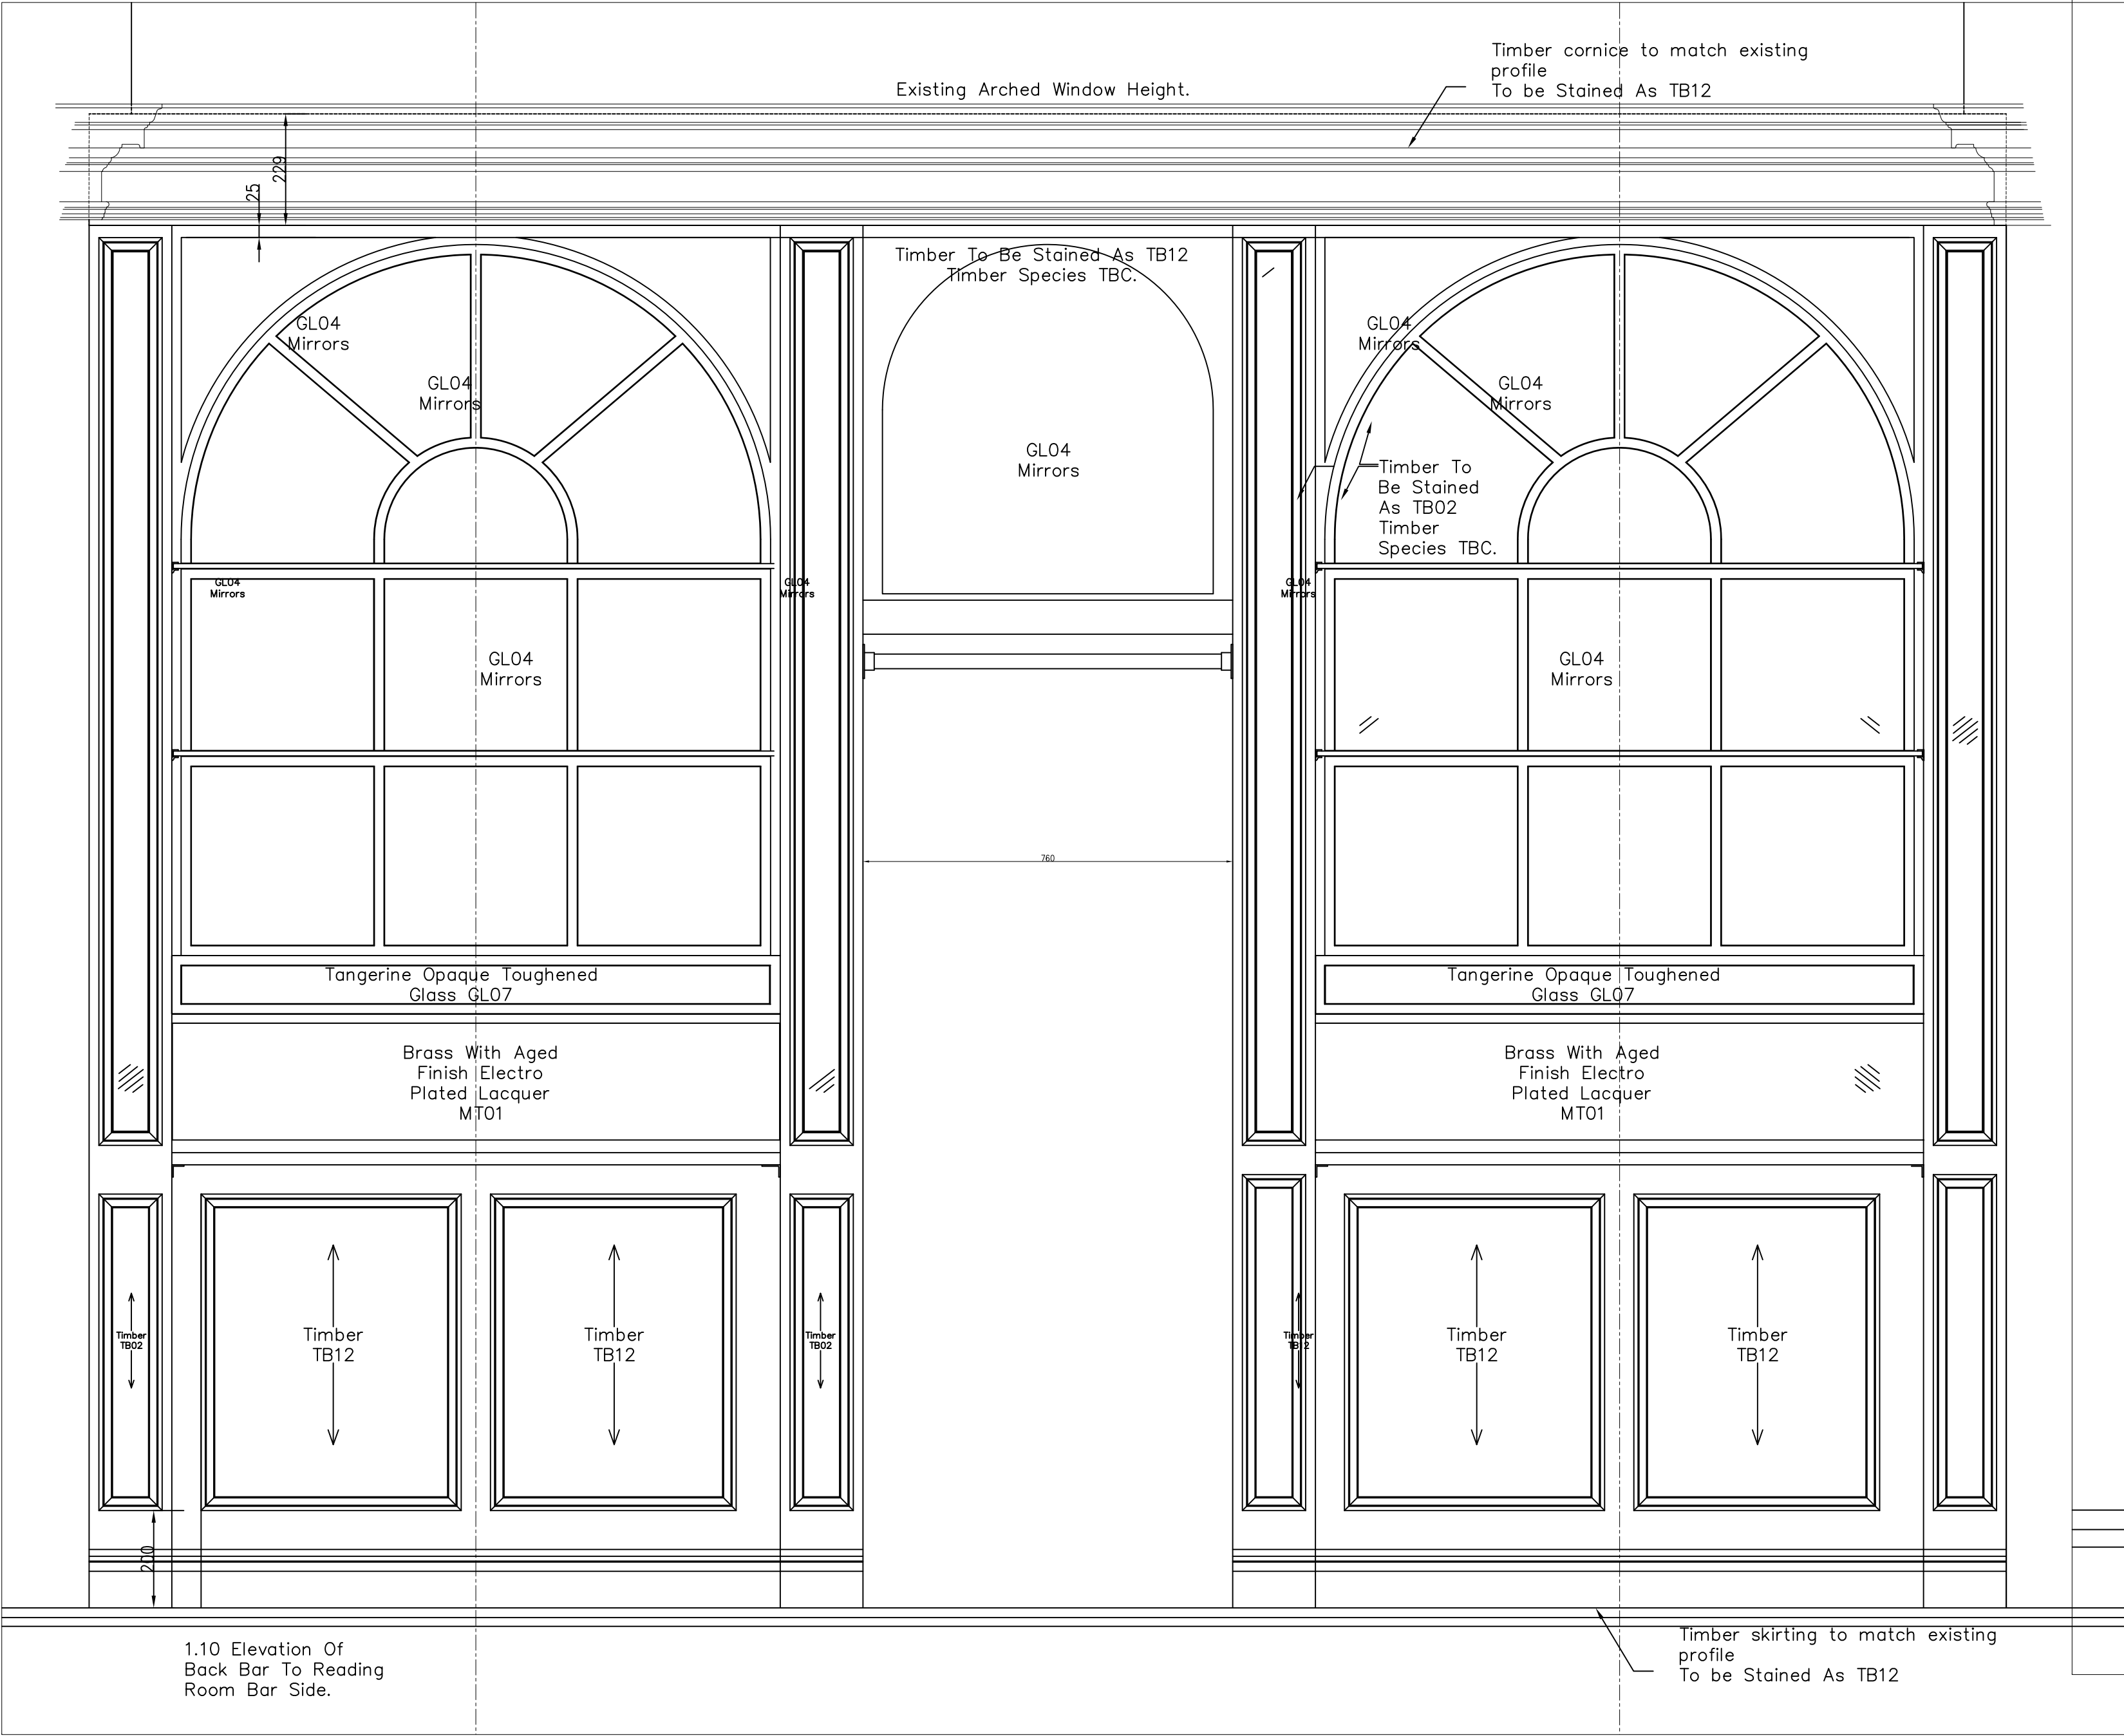 Timber cornice to match existing
profile
To be Stained As TB12
Existing Arched Window Height.
229
25
Timber To Be Stained As TB12
Timber Species TBC.
GL04
Mirrors
GL04
Mirrors
GL04
Mirrors
GL04
Mirrors
GL04
Mirrors
Timber To
Be Stained
As TB02
Timber
Species TBC.
GL04
Mirrors
GL04
Mirrors
GL04
Mirrors
GL04
Mirrors
GL04
Mirrors
760
Tangerine Opaque Toughened
Glass GL07
Tangerine Opaque Toughened
Glass GL07
Brass With Aged
Finish Electro
Plated Lacquer
MT01
Brass With Aged
Finish Electro
Plated Lacquer
MT01
Timber
TB02
Timber
TB12
Timber
TB12
Timber
TB02
Timber
TB12
Timber
TB12
Timber
TB12
200
1.10 Elevation Of
Back Bar To Reading
Room Bar Side.
Timber skirting to match existing
profile
To be Stained As TB12